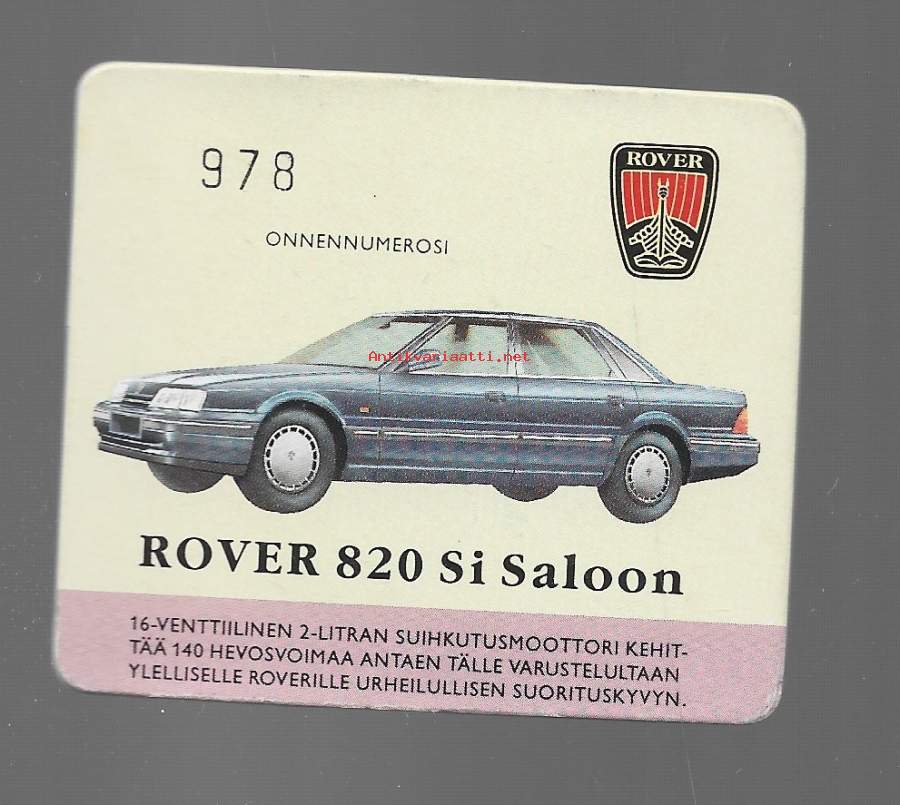 978
ROVER
ONNENNUMEROSI
Antikvariaatti.net
ROVER 820 Si Saloon
16-VENTTIILINEN 2-LITRAN SUIHKUTUSMOOTTORI KEHIT-
TÄÄ 140 HEVOSVOIMAA ANTAEN TÄLLE VARUSTELULTAAN
YLELLISELLE ROVERILLE URHEILULLISEN SUORITUSKYVYN.